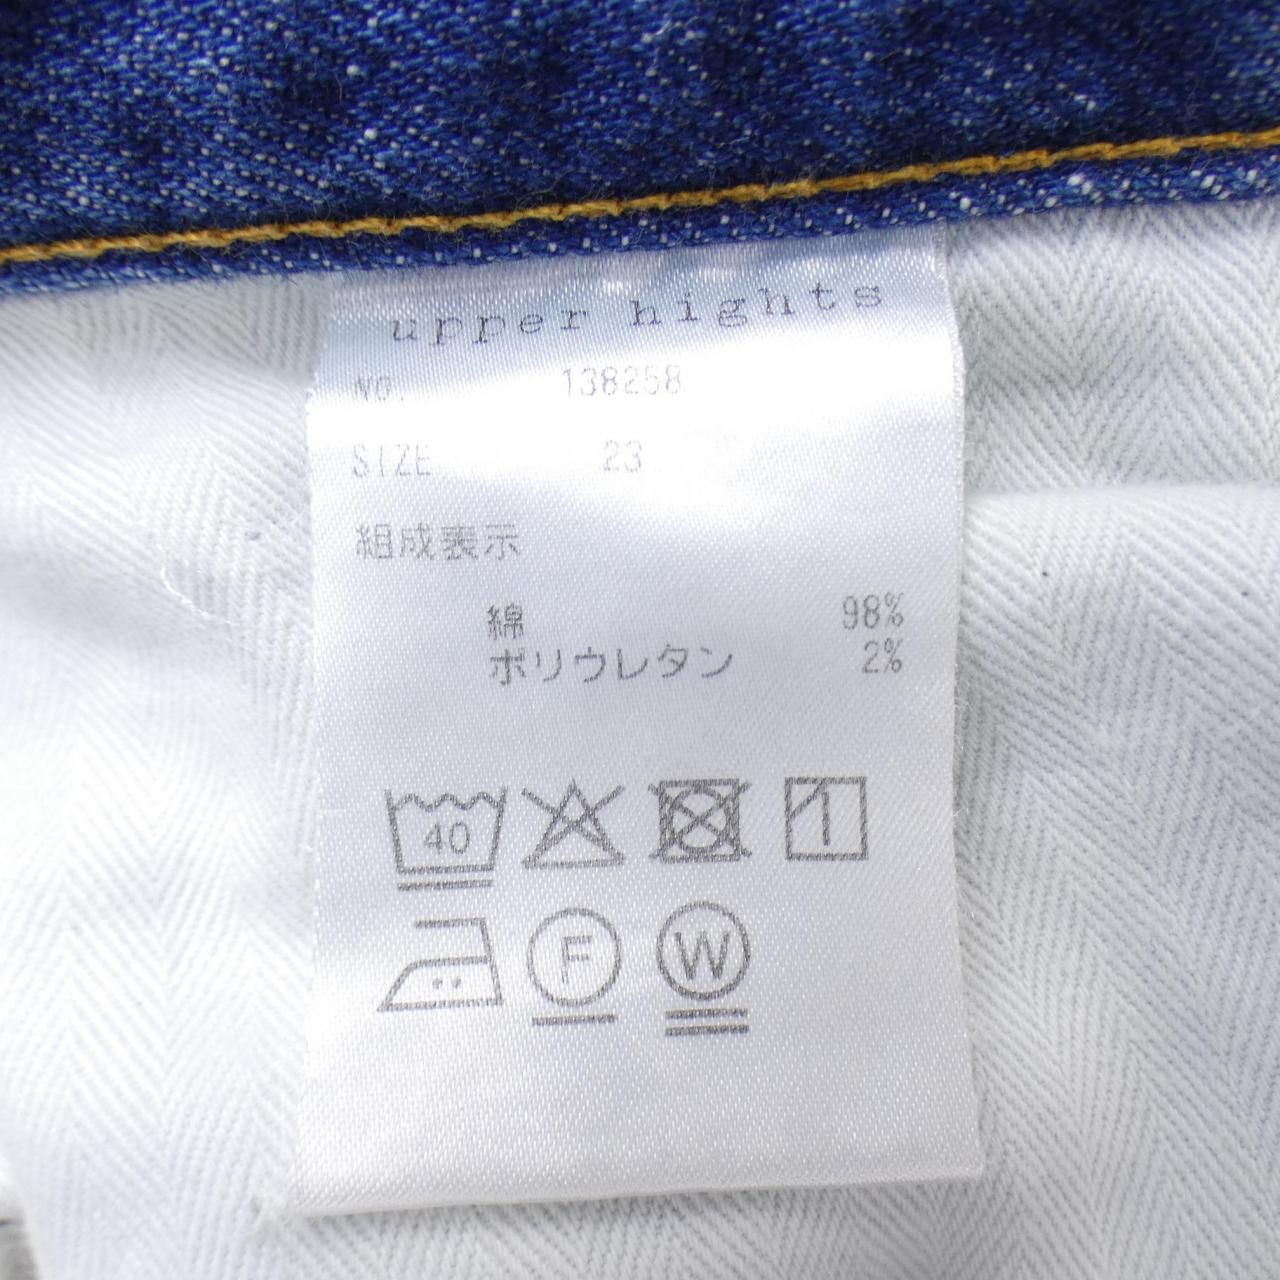 upper hights
NO. 138258
SIZE 23
組成表示
綿 98%
ポリウレタン 2%
40
F
W